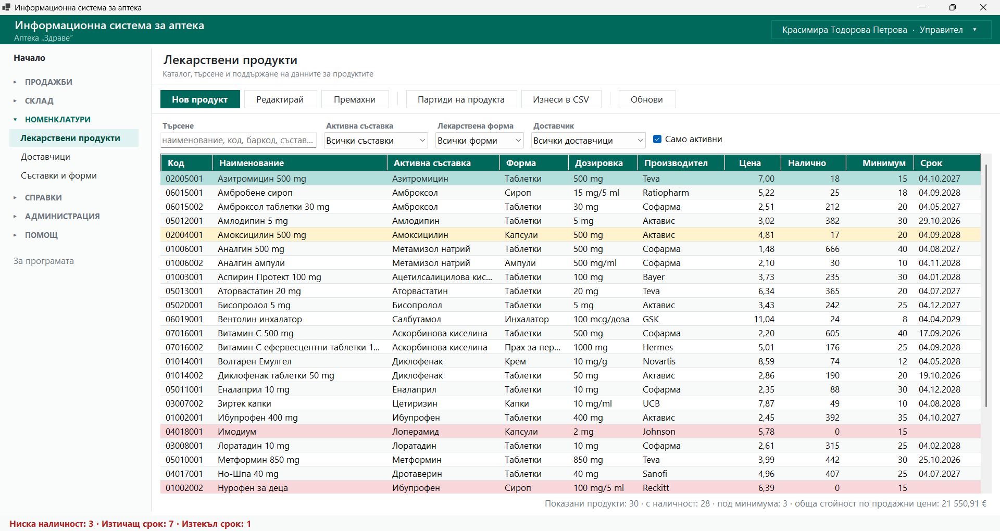 Информационна система за аптека
Информационна система за аптека
Аптека „Здраве“
Красимира Тодорова Петрова · Управител
Начало
ПРОДАЖБИ
СКЛАД
НОМЕНКЛАТУРИ
Лекарствени продукти
Доставчици
Съставки и форми
СПРАВКИ
АДМИНИСТРАЦИЯ
ПОМОЩ
За програмата
Лекарствени продукти
Каталог, търсене и поддържане на данните за продуктите
Нов продукт Редактирай Премахни Партиди на продукта Изнеси в CSV Обнови
Търсене Активна съставка Лекарствена форма Доставчик
наименование, код, баркод, състав... Всички съставки Всички форми Всички доставчици Само активни
Код Наименование Активна съставка Форма Дозировка Производител Цена Налично Минимум Срок
02005001 Азитромицин 500 mg Азитромицин Таблетки 500 mg Teva 7,00 18 15 04.10.2027
06015001 Амбробене сироп Амброксол Сироп 15 mg/5 ml Ratiopharm 5,22 25 18 04.09.2028
06015002 Амброксол таблетки 30 mg Амброксол Таблетки 30 mg Софарма 2,51 212 20 04.05.2027
05012001 Амлодипин 5 mg Амлодипин Таблетки 5 mg Актавис 3,02 382 30 29.10.2026
02004001 Амоксицилин 500 mg Амоксицилин Капсули 500 mg Актавис 4,81 17 20 04.09.2028
01006001 Аналгин 500 mg Метамизол натрий Таблетки 500 mg Софарма 1,48 666 40 04.08.2027
01006002 Аналгин ампули Метамизол натрий Ампули 500 mg/ml Софарма 2,10 30 10 04.11.2028
01003001 Аспирин Протект 100 mg Ацетилсалицилова кис... Таблетки 100 mg Bayer 3,73 235 30 04.01.2028
05013001 Аторвастатин 20 mg Аторвастатин Таблетки 20 mg Teva 6,34 365 20 04.07.2027
05020001 Бисопролол 5 mg Бисопролол Таблетки 5 mg Актавис 3,43 242 25 04.12.2027
06019001 Вентолин инхалатор Салбутамол Инхалатор 100 mcg/доза GSK 11,04 24 8 04.04.2029
07016001 Витамин C 500 mg Аскорбинова киселина Таблетки 500 mg Софарма 2,20 605 40 17.09.2026
07016002 Витамин C ефервесцентни таблетки 1... Аскорбинова киселина Прах за пер... 1000 mg Hermes 5,01 176 25 04.09.2028
01014001 Волтарен Емулгел Диклофенак Крем 10 mg/g Novartis 8,59 74 12 04.05.2028
01014002 Диклофенак таблетки 50 mg Диклофенак Таблетки 50 mg Актавис 2,86 190 20 19.10.2026
05011001 Еналаприл 10 mg Еналаприл Таблетки 10 mg Софарма 2,35 88 30 04.12.2028
03007002 Зиртек капки Цетиризин Капки 10 mg/ml UCB 7,87 49 10 04.08.2028
01002001 Ибупрофен 400 mg Ибупрофен Таблетки 400 mg Актавис 2,45 392 35 04.10.2027
04018001 Имодиум Лоперамид Капсули 2 mg Johnson 5,78 0 15
03008001 Лоратадин 10 mg Лоратадин Таблетки 10 mg Софарма 2,61 315 25 04.02.2028
05010001 Метформин 850 mg Метформин Таблетки 850 mg Teva 3,99 442 30 25.10.2026
04017001 Но-Шпа 40 mg Дротаверин Таблетки 40 mg Sanofi 4,96 407 25 04.07.2027
01002002 Нурофен за деца Ибупрофен Сироп 100 mg/5 ml Reckitt 6,39 0 15
Показани продукти: 30 · с наличност: 28 · под минимума: 3 · обща стойност по продажни цени: 21 550,91 €
Ниска наличност: 3 · Изтичащ срок: 7 · Изтекъл срок: 1